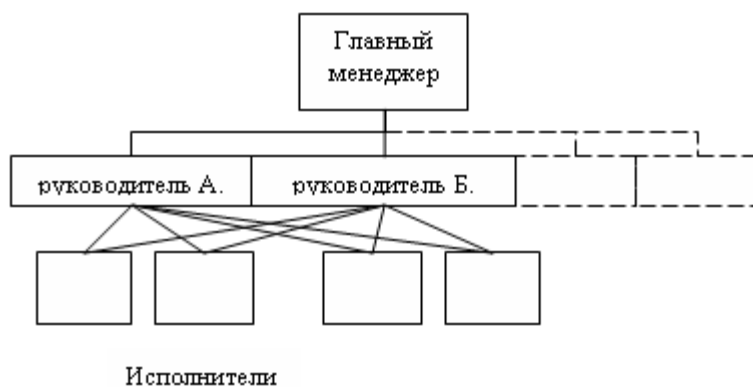 Главный
менеджер
руководитель А.
руководитель Б.
Исполнители